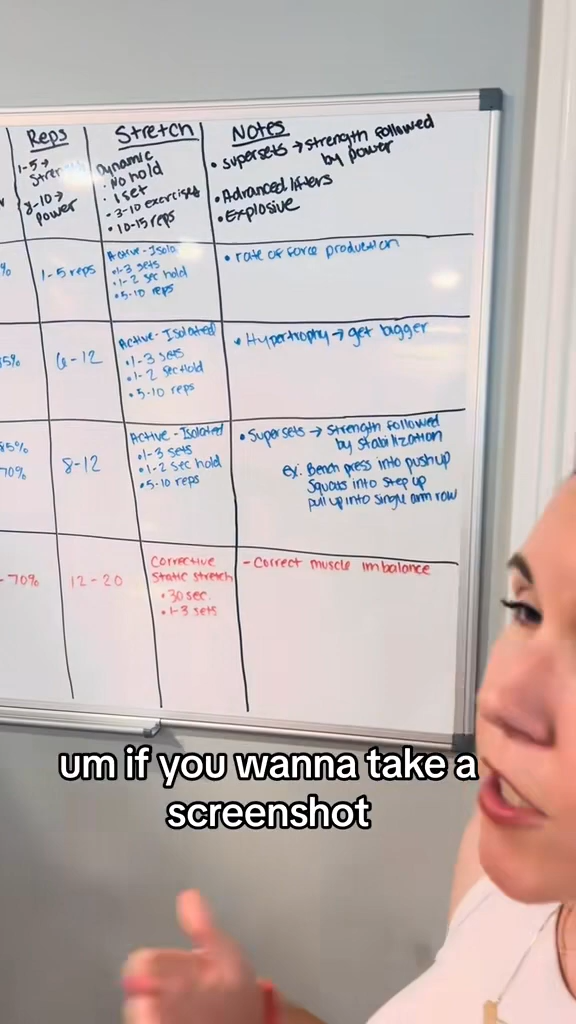 Reps
Stretch
Notes
1-5→
Strength
8-10→
power
Dynamic
• No hold
• 1 set
• 3-10 exercises
• 10-15 reps
• Supersets → strength followed
by power
• Advanced lifters
• Explosive
%
1-5 reps
Active-Isola
• 1-3 sets
• 1-2 sec hold
• 5-10 reps
• rate of force production
5%
6-12
Active-Isolated
• 1-3 sets
• 1-2 sec hold
• 5-10 reps
• Hypertrophy → get bigger
85%
70%
8-12
Active-Isolated
• 1-3 sets
• 1-2 sec hold
• 5-10 reps
• Supersets → Strength followed
by stabilization
ex: Bench press into push up
Squats into step up
pull up into single arm row
- 70%
12-20
Corrective
Static stretch
• 30 sec.
• 1-3 sets
- Correct muscle imbalance
um if you wanna take a
screenshot